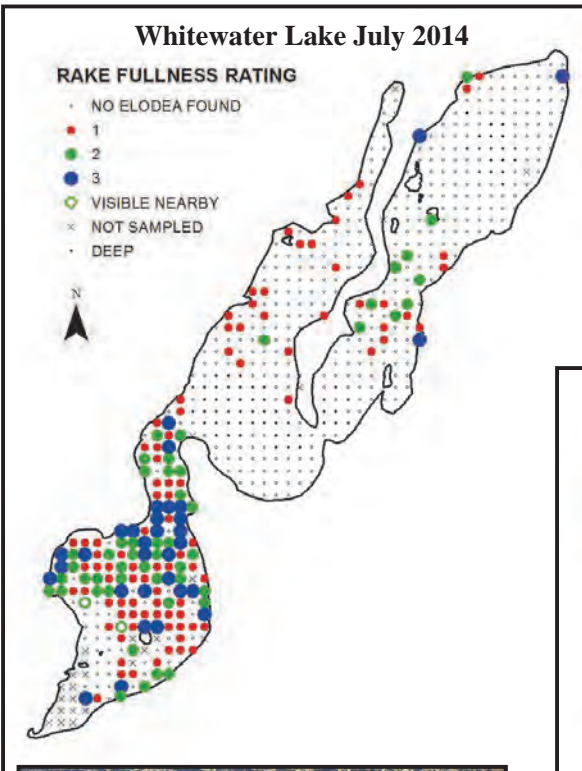 Whitewater Lake July 2014
RAKE FULLNESS RATING
NO ELODEA FOUND
1
2
3
VISIBLE NEARBY
NOT SAMPLED
DEEP
N